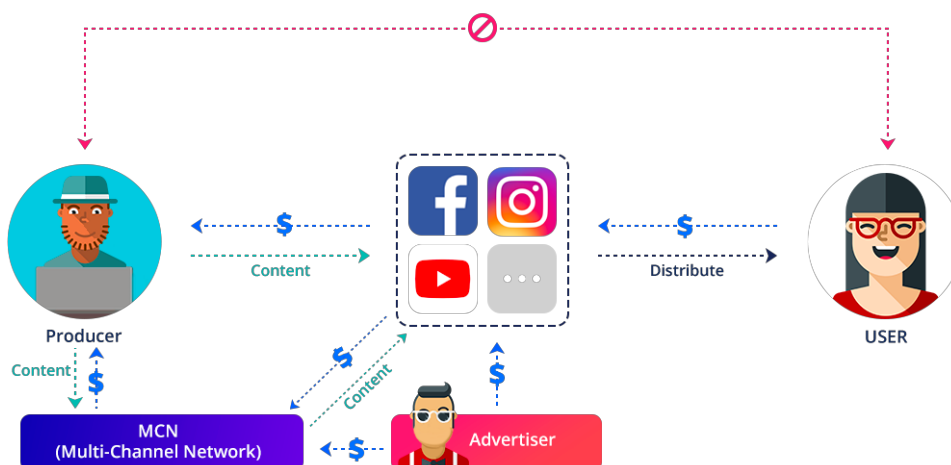 $
$
Content
Distribute
Producer
USER
Content
$
$
Content
$
MCN
(Multi-Channel Network)
$
Advertiser